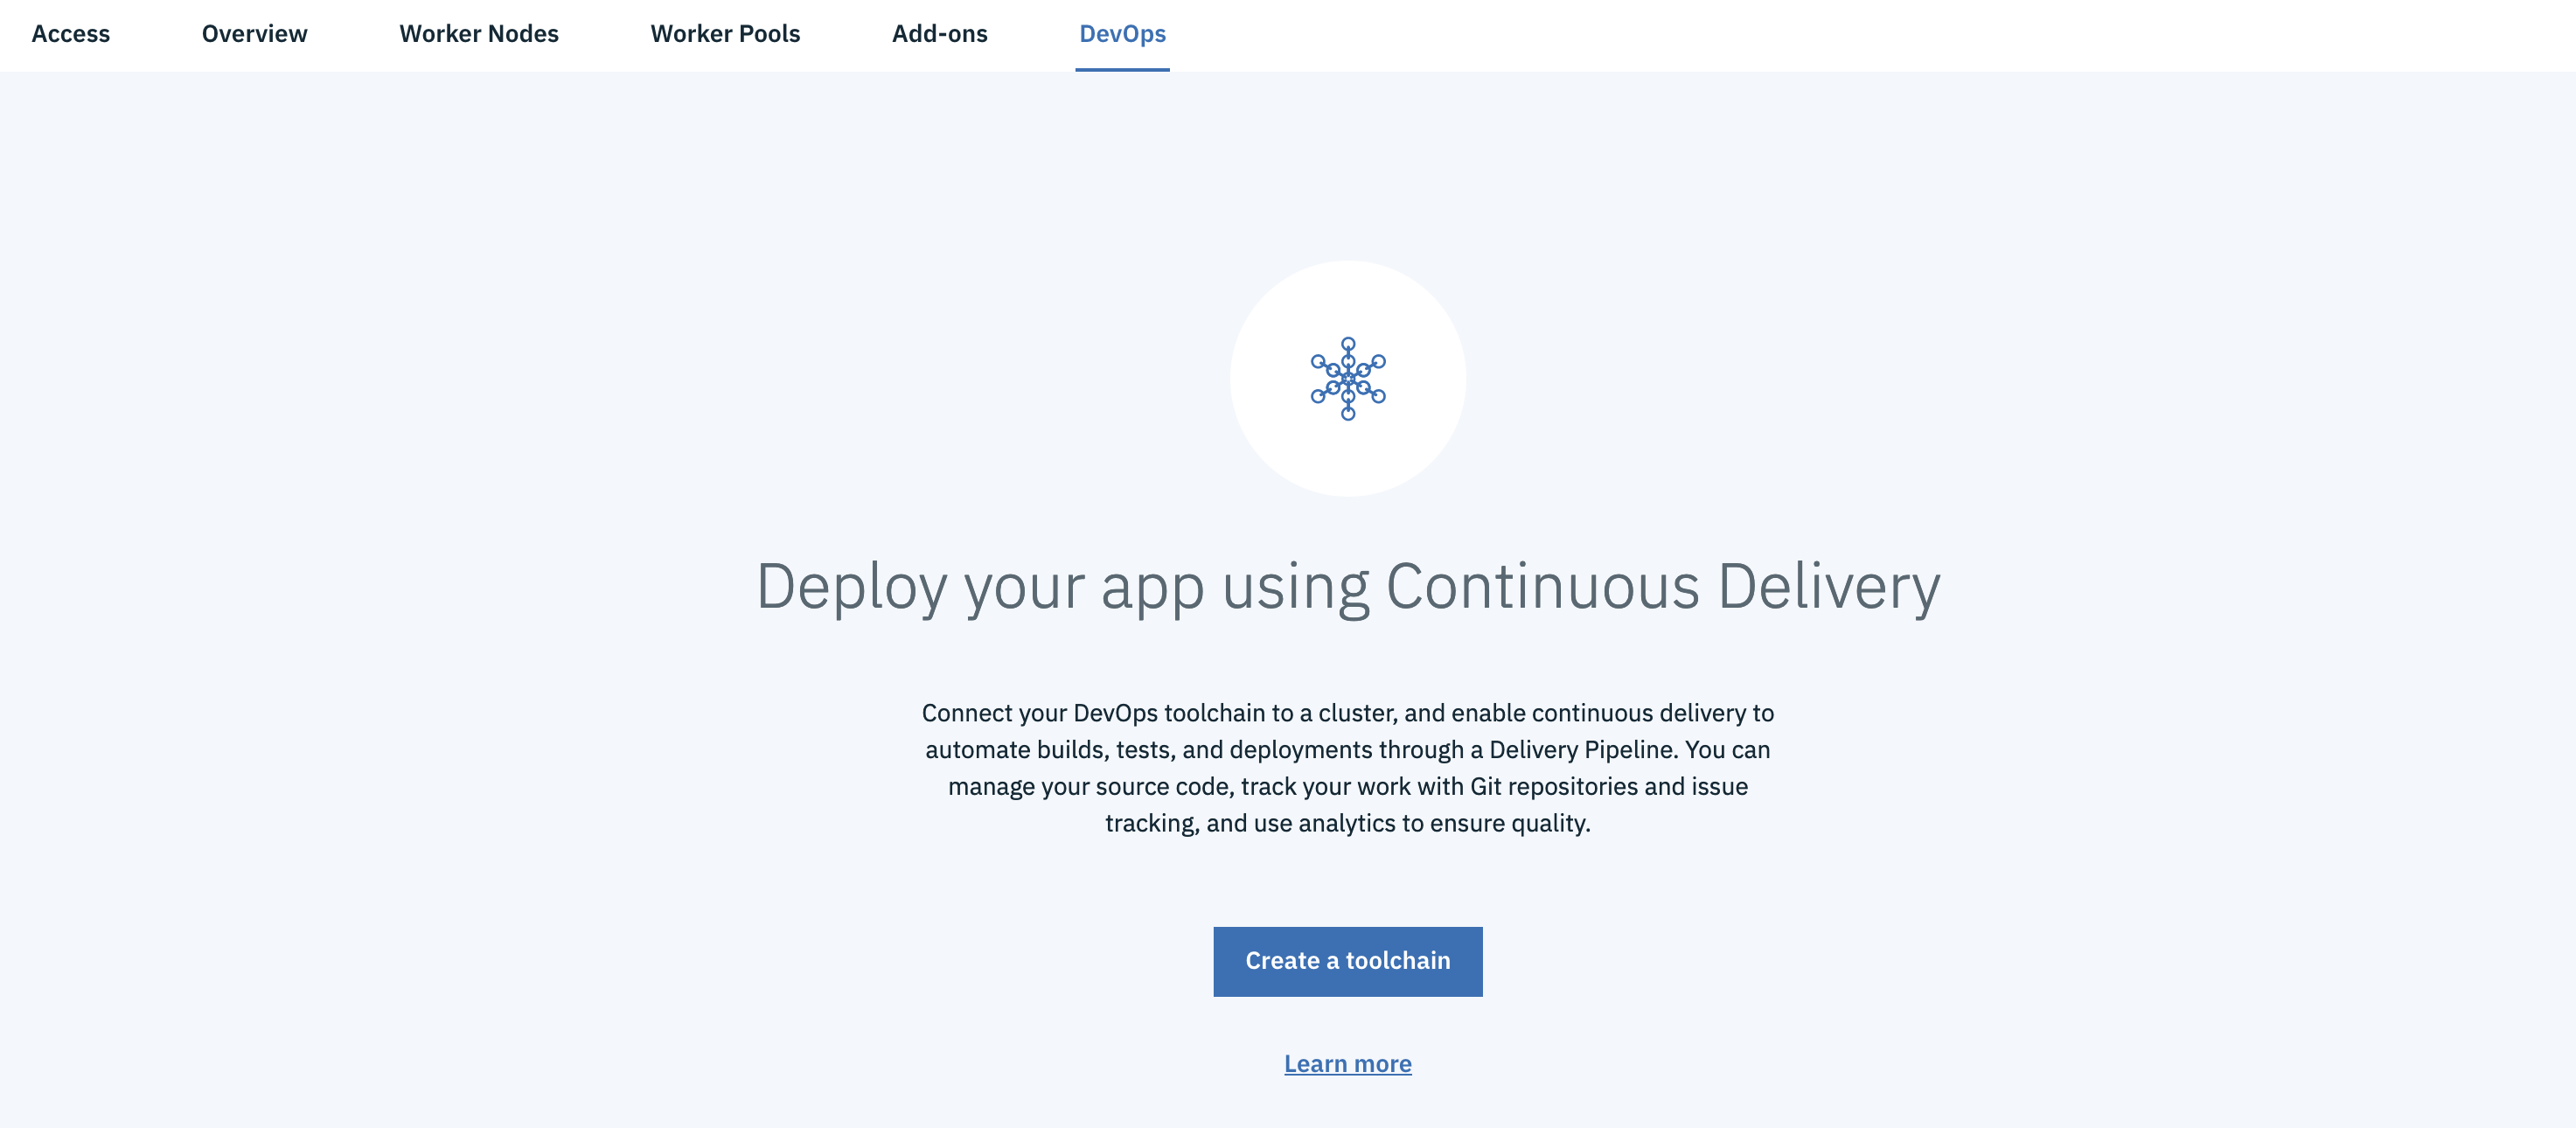 Access Overview Worker Nodes Worker Pools Add-ons DevOps
Deploy your app using Continuous Delivery
Connect your DevOps toolchain to a cluster, and enable continuous delivery to
automate builds, tests, and deployments through a Delivery Pipeline. You can
manage your source code, track your work with Git repositories and issue
tracking, and use analytics to ensure quality.
Create a toolchain
Learn more